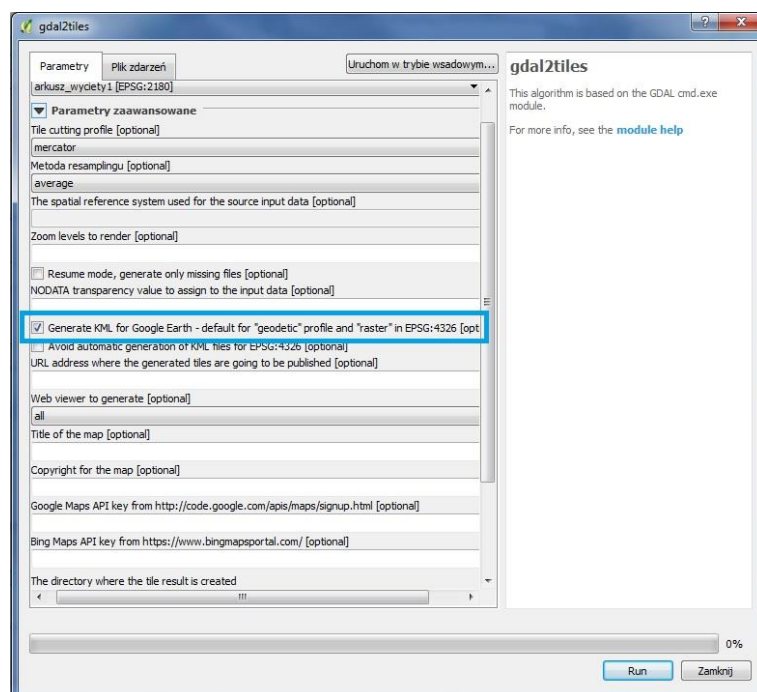 gdal2tiles
Parametry
Plik zdarzeń
Uruchom w trybie wsadowym...
arkusz_wyciety1 [EPSG:2180]
Parametry zaawansowane
Tile cutting profile [optional]
mercator
Metoda resamplingu [optional]
average
The spatial reference system used for the source input data [optional]
Zoom levels to render [optional]
Resume mode, generate only missing files [optional]
NODATA transparency value to assign to the input data [optional]
Generate KML for Google Earth - default for "geodetic" profile and "raster" in EPSG:4326 [opt
Avoid automatic generation of KML files for EPSG:4326 [optional]
URL address where the generated tiles are going to be published [optional]
Web viewer to generate [optional]
all
Title of the map [optional]
Copyright for the map [optional]
Google Maps API key from http://code.google.com/apis/maps/signup.html [optional]
Bing Maps API key from https://www.bingmapsportal.com/ [optional]
The directory where the tile result is created
gdal2tiles
This algorithm is based on the GDAL cmd.exe
module.
For more info, see the module help
0%
Run
Zamknij